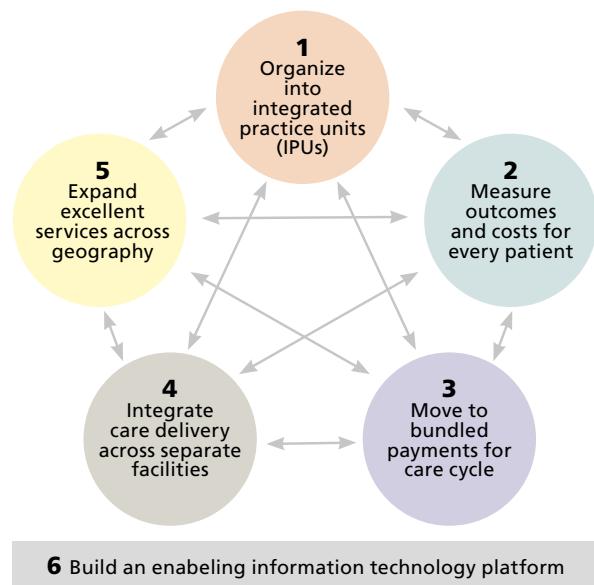 1
Organize
into
integrated
practice units
(IPUs)
2
Measure
outcomes
and costs for
every patient
3
Move to
bundled
payments for
care cycle
4
Integrate
care delivery
across separate
facilities
5
Expand
excellent
services across
geography
6 Build an enabeling information technology platform